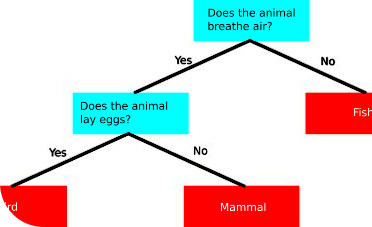 Does the animal
breathe air?
Yes
No
Does the animal
lay eggs?
Fish
Yes
No
Mammal